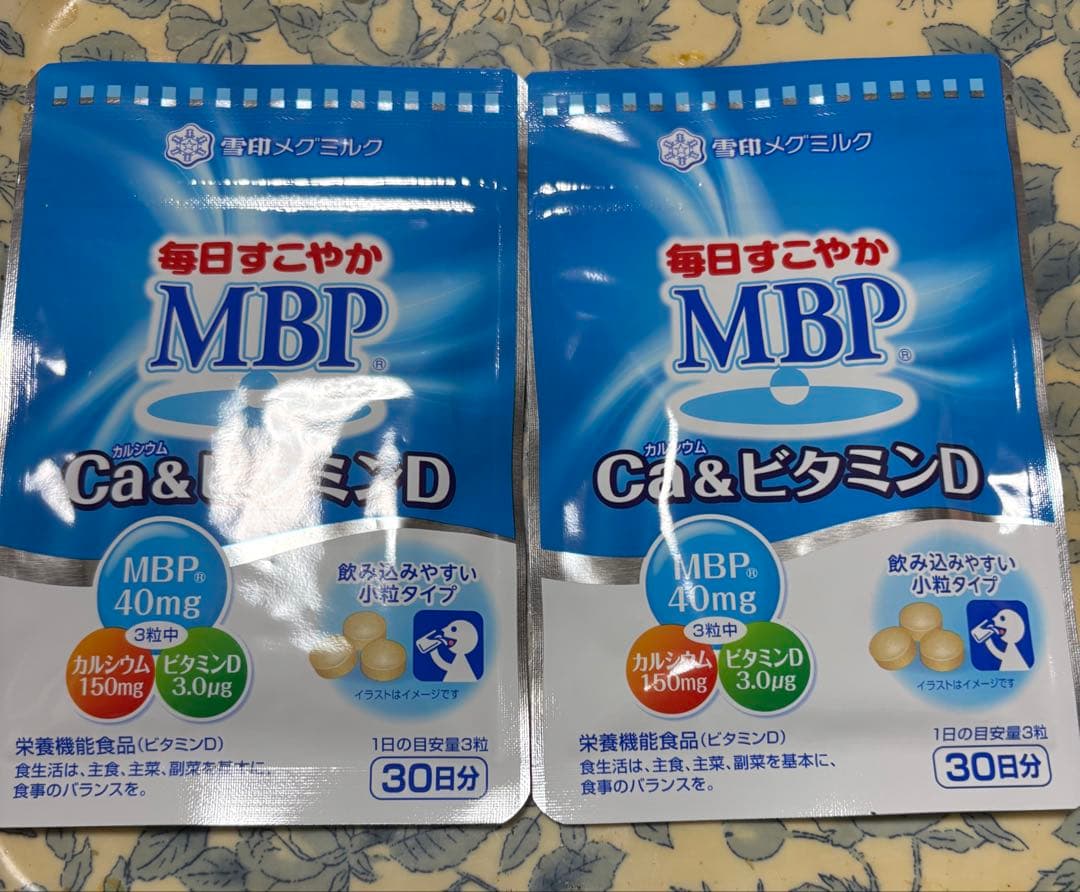 雪印メグミルク
毎日すこやか
MBP®
カルシウム
Ca&ビタミンD
MBP®
40mg
3粒中
カルシウム
150mg
ビタミンD
3.0μg
飲み込みやすい
小粒タイプ
イラストはイメージです
栄養機能食品(ビタミンD)
食生活は、主食、主菜、副菜を基本に、
食事のバランスを。
1日の目安量3粒
30日分
雪印メグミルク
毎日すこやか
MBP®
カルシウム
Ca&ビタミンD
MBP®
40mg
3粒中
カルシウム
150mg
ビタミンD
3.0μg
飲み込みやすい
小粒タイプ
イラストはイメージです
栄養機能食品(ビタミンD)
食生活は、主食、主菜、副菜を基本に、
食事のバランスを。
1日の目安量3粒
30日分